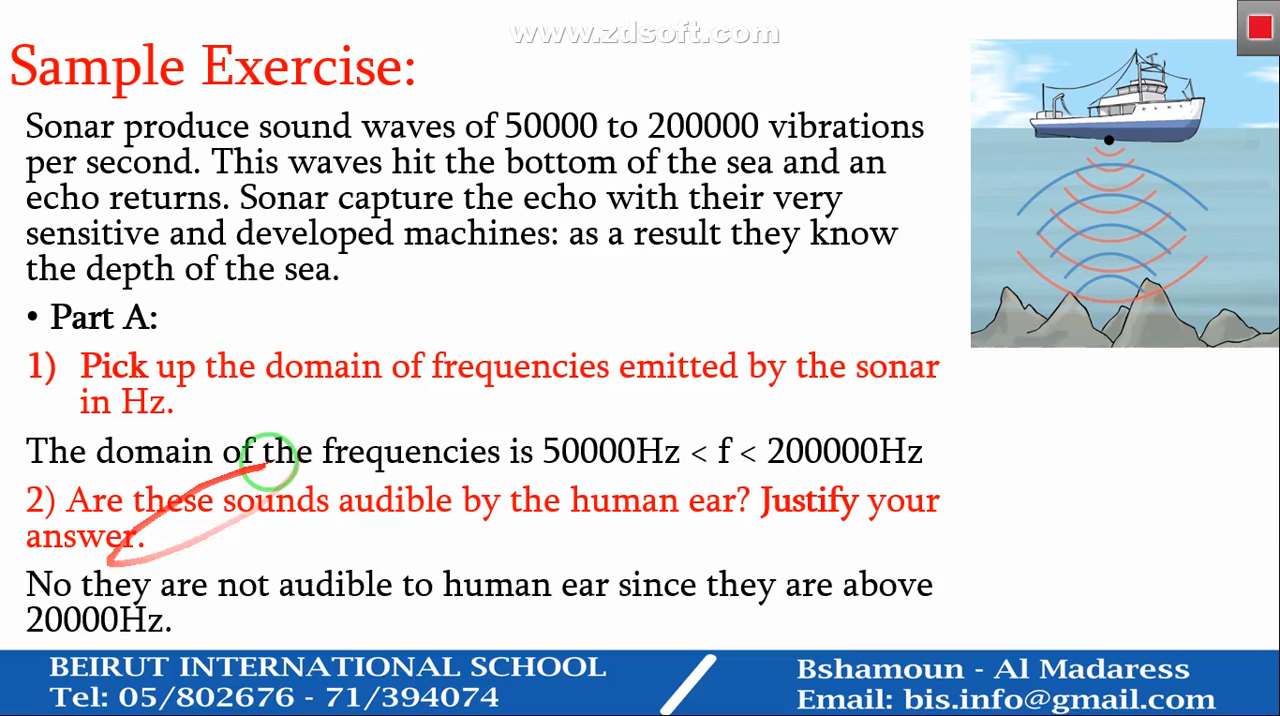 www.zdsoft.com
Sample Exercise:
Sonar produce sound waves of 50000 to 200000 vibrations
per second. This waves hit the bottom of the sea and an
echo returns. Sonar capture the echo with their very
sensitive and developed machines: as a result they know
the depth of the sea.
• Part A:
1) Pick up the domain of frequencies emitted by the sonar
in Hz.
The domain of the frequencies is 50000Hz < f < 200000Hz
2) Are these sounds audible by the human ear? Justify your
answer.
No they are not audible to human ear since they are above
20000Hz.
BEIRUT INTERNATIONAL SCHOOL
Tel: 05/802676 - 71/394074
Bshamoun - Al Madaress
Email: bis.info@gmail.com